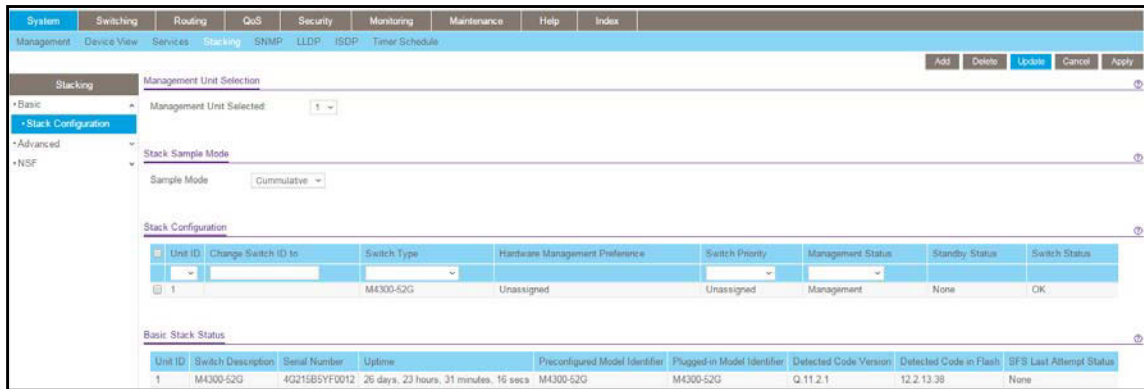 System Switching Routing QoS Security Monitoring Maintenance Help Index
Management Device View Services Stacking SNMP LLDP ISDP Timer Schedule
Add Delete Update Cancel Apply
Stacking
Basic
Stack Configuration
Advanced
NSF
Management Unit Selection
Management Unit Selected: 1
Stack Sample Mode
Sample Mode Cummulative
Stack Configuration
Unit ID Change Switch ID to Switch Type Hardware Management Preference Switch Priority Management Status Standby Status Switch Status
1 M4300-52G Unassigned Unassigned Management None OK
Basic Stack Status
Unit ID Switch Description Serial Number Uptime Preconfigured Model Identifier Plugged-in Model Identifier Detected Code Version Detected Code in Flash SFS Last Attempt Status
1 M4300-52G 4G215B5YF0012 26 days, 23 hours, 31 minutes, 16 secs M4300-52G M4300-52G Q.11.2.1 12.2.13.38 None